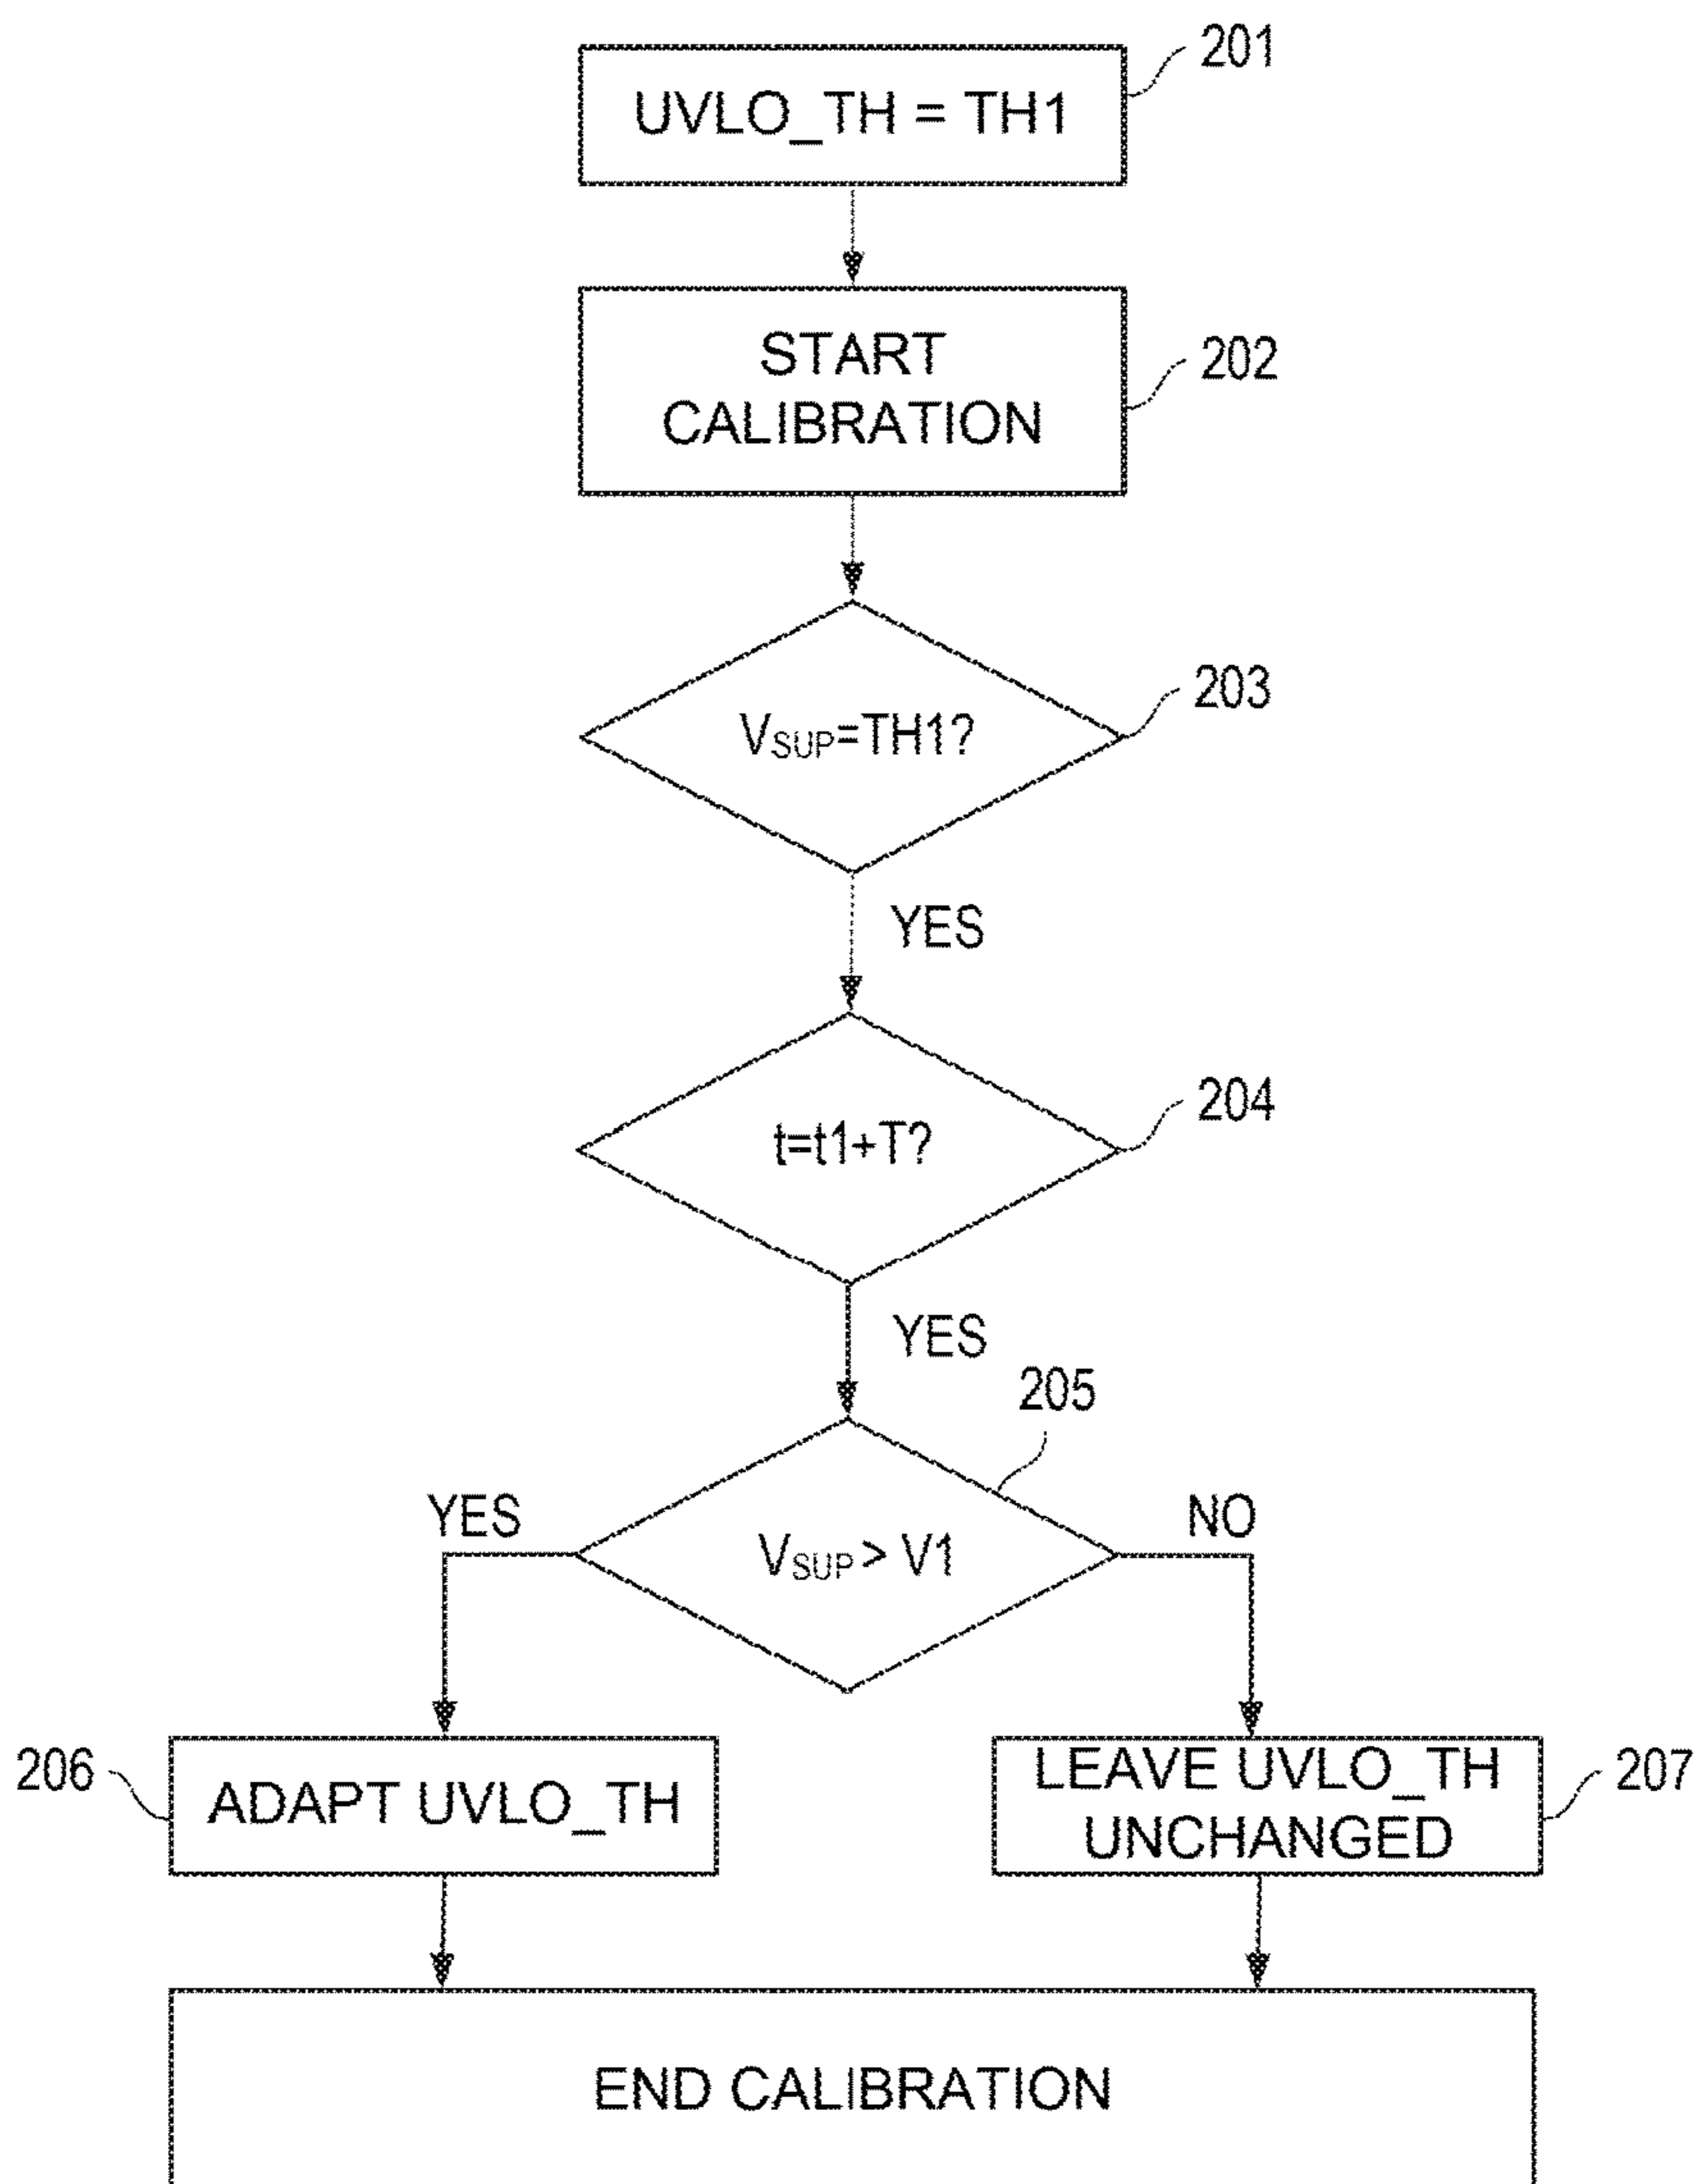 201
UVLO_TH = TH1
START
CALIBRATION
202
203
VSUP=TH1?
YES
204
t=t1+T?
YES
205
YES
NO
VSUP > V1
206
ADAPT UVLO_TH
LEAVE UVLO_TH
UNCHANGED
207
END CALIBRATION